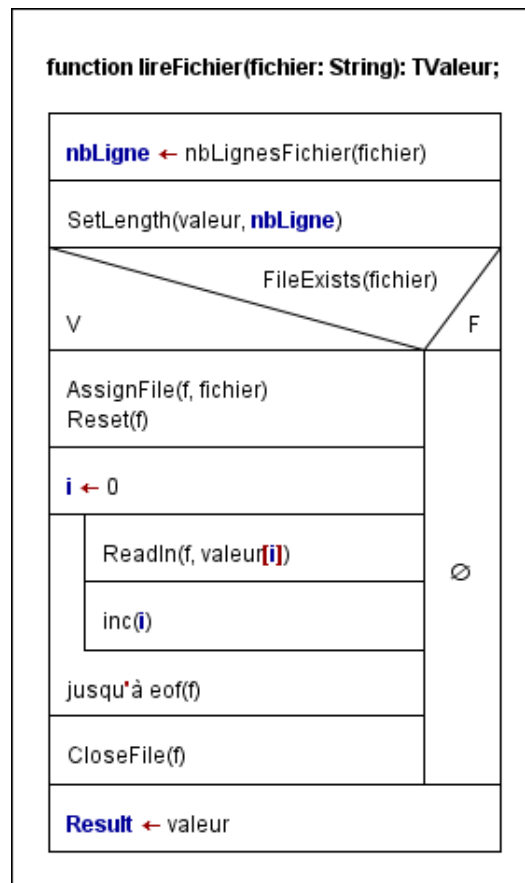 function lireFichier(fichier: String): TValeur;
nbLigne ← nbLignesFichier(fichier)
SetLength(valeur, nbLigne)
FileExists(fichier)
V
F
AssignFile(f, fichier)
Reset(f)
i ← 0
Readln(f, valeur[i])
∅
inc(i)
jusqu'à eof(f)
CloseFile(f)
Result ← valeur